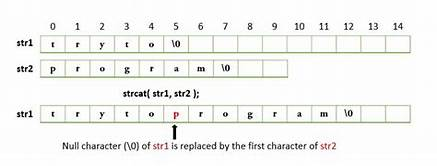 0 1 2 3 4 5 6 7 8 9 10 11 12 13 14
str1 t r y t o \0
str2 p r o g r a m \0
strcat( str1, str2 );
str1 t r y t o p r o g r a m \0
Null character (\0) of str1 is replaced by the first character of str2